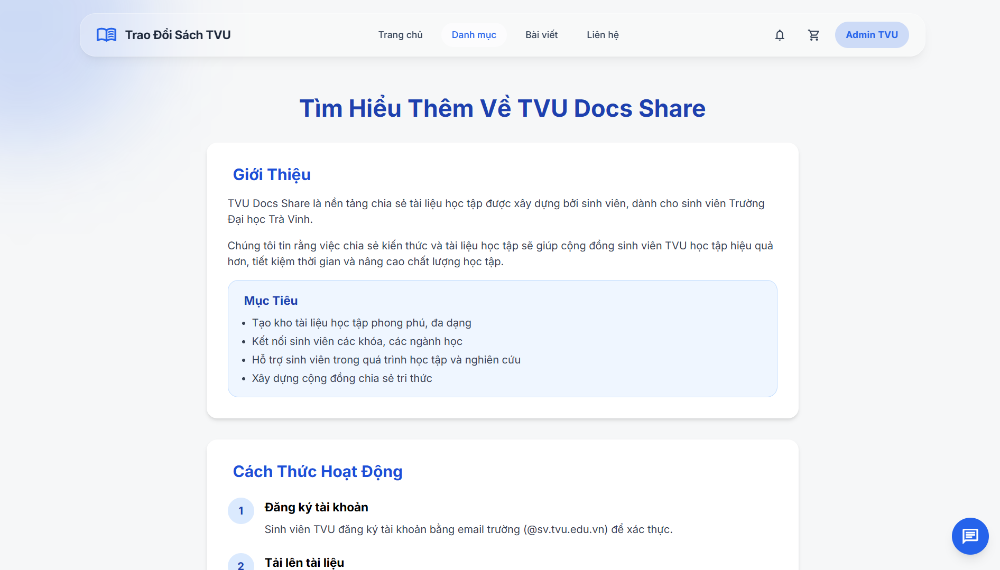 Trao Đổi Sách TVU
Trang chủ
Danh mục
Bài viết
Liên hệ
Admin TVU
Tìm Hiểu Thêm Về TVU Docs Share
Giới Thiệu
TVU Docs Share là nền tảng chia sẻ tài liệu học tập được xây dựng bởi sinh viên, dành cho sinh viên Trường
Đại học Trà Vinh.
Chúng tôi tin rằng việc chia sẻ kiến thức và tài liệu học tập sẽ giúp cộng đồng sinh viên TVU học tập hiệu quả
hơn, tiết kiệm thời gian và nâng cao chất lượng học tập.
Mục Tiêu
• Tạo kho tài liệu học tập phong phú, đa dạng
• Kết nối sinh viên các khóa, các ngành học
• Hỗ trợ sinh viên trong quá trình học tập và nghiên cứu
• Xây dựng cộng đồng chia sẻ tri thức
Cách Thức Hoạt Động
1
Đăng ký tài khoản
Sinh viên TVU đăng ký tài khoản bằng email trường (@sv.tvu.edu.vn) để xác thực.
2
Tải lên tài liệu